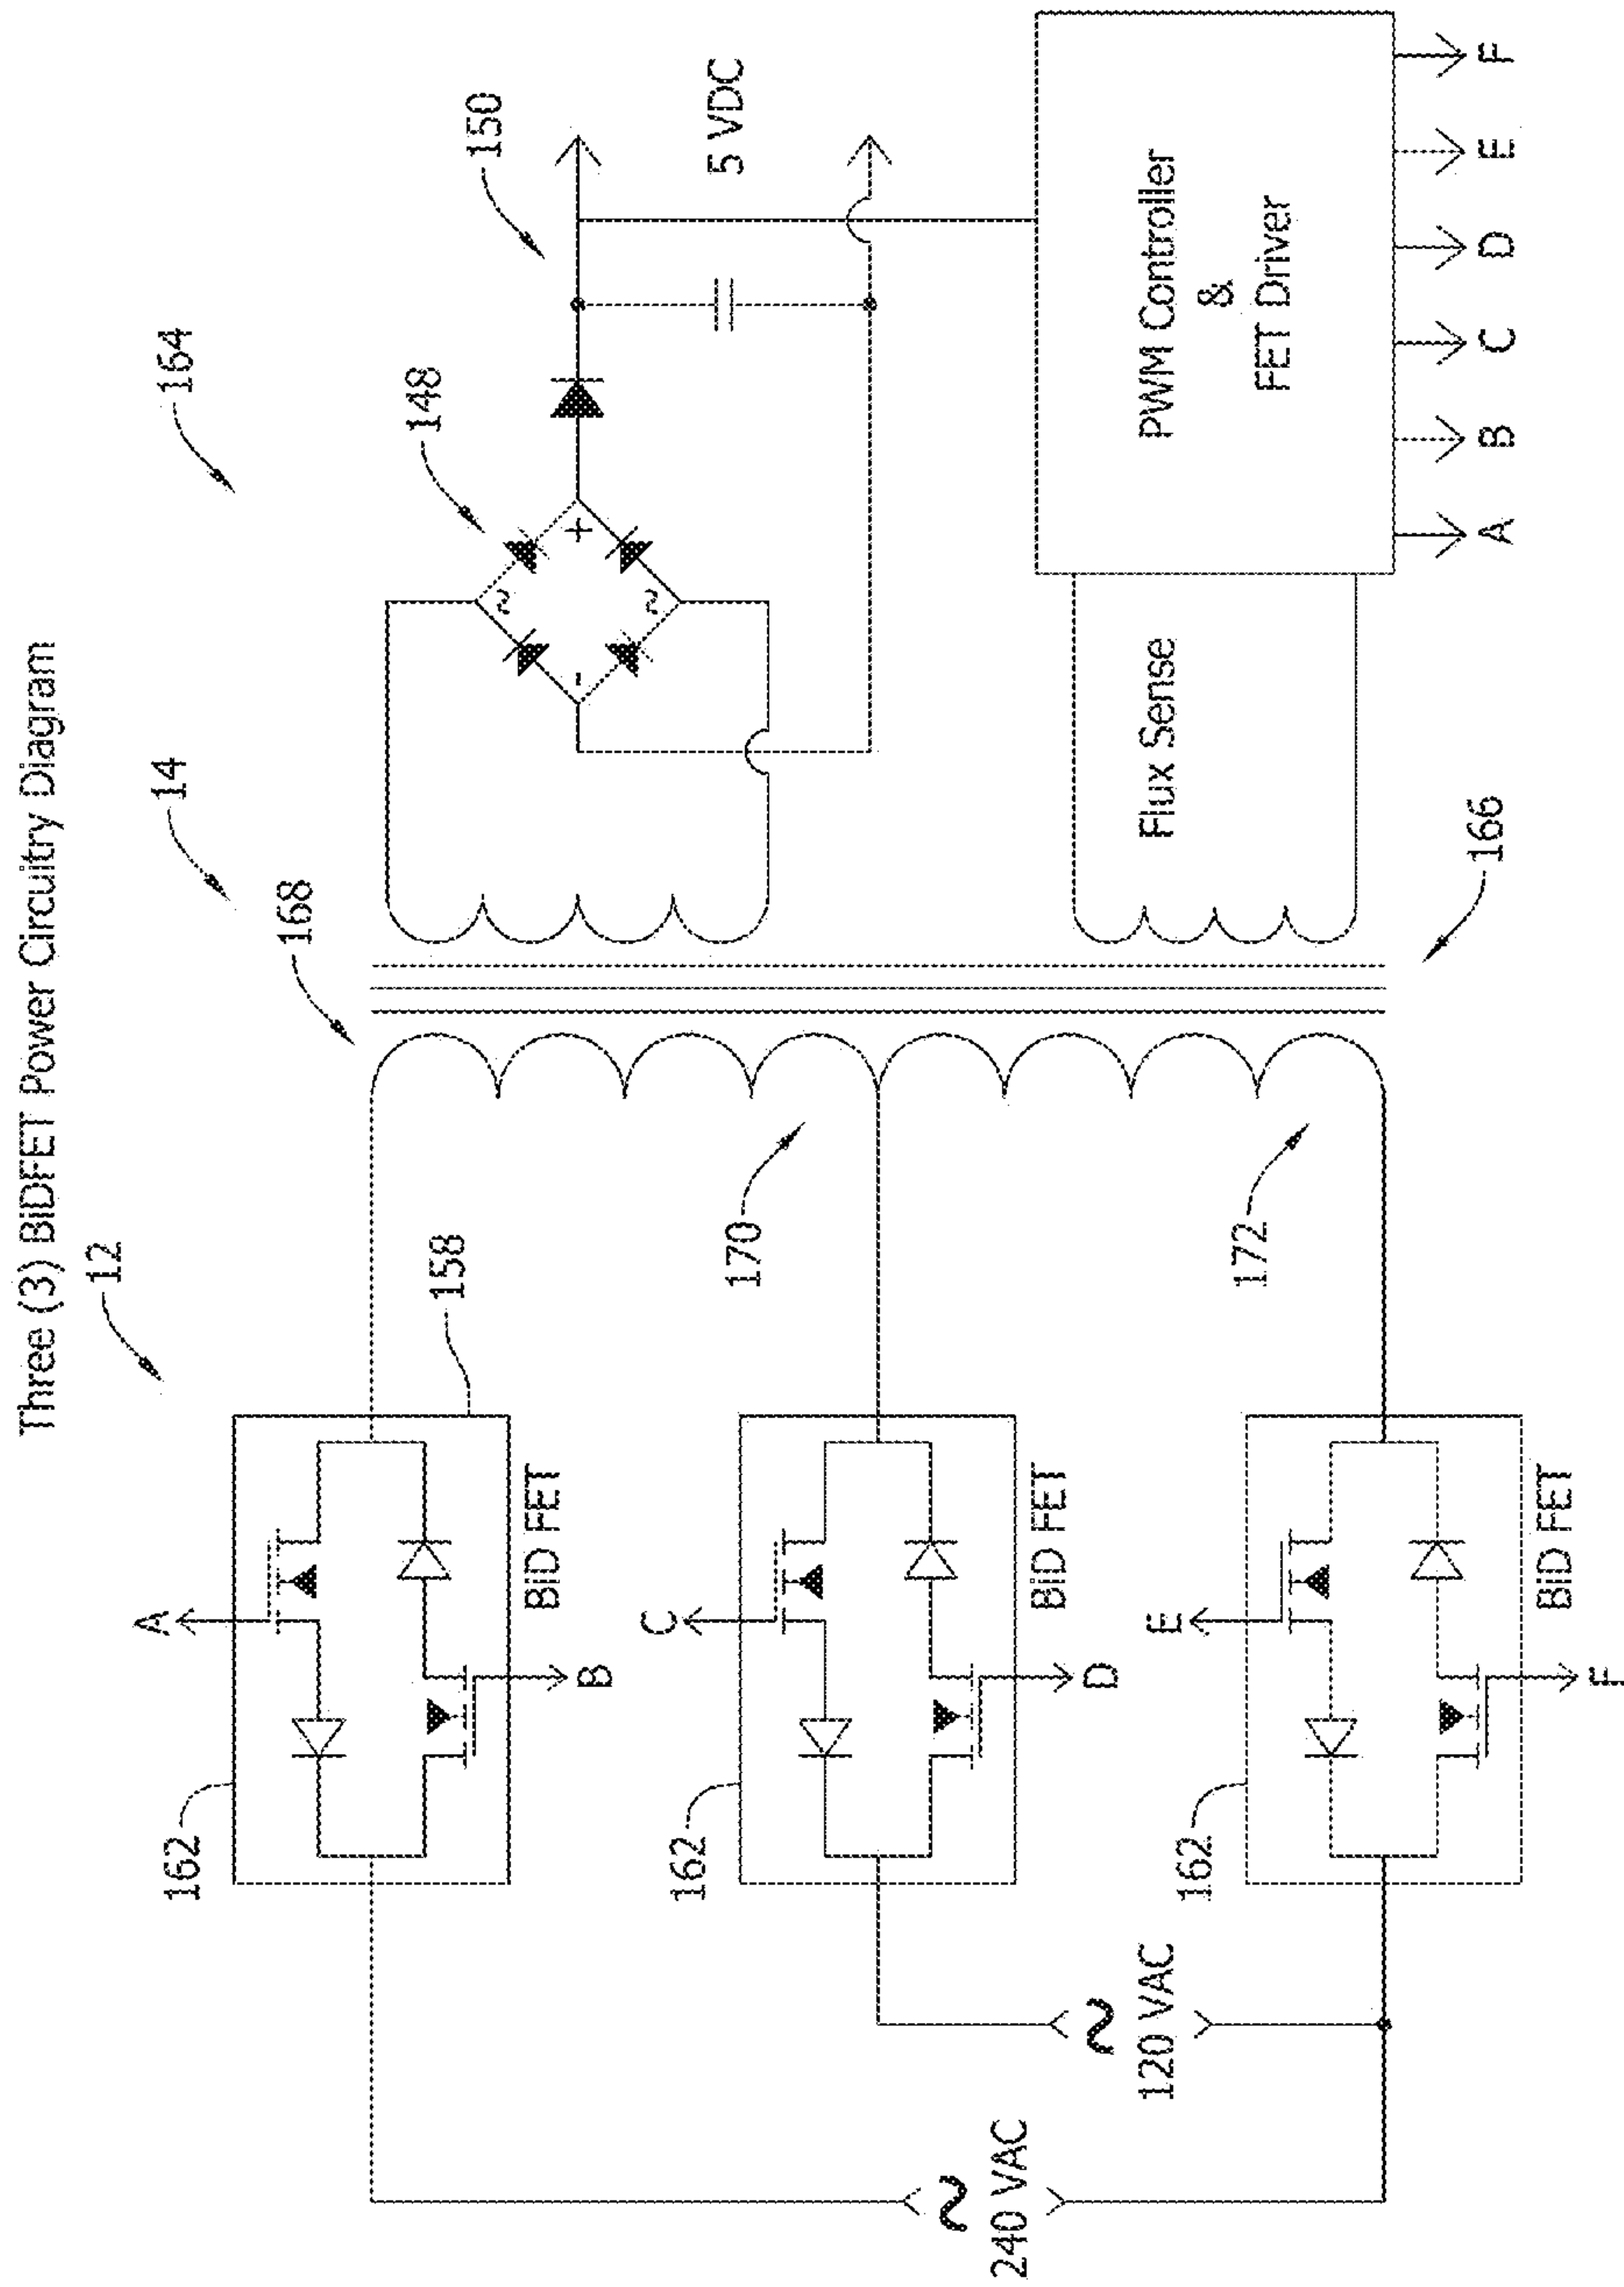 Three (3) BiDFET Power Circuitry Diagram
12
14
164
168
148
150
158
162
A
B
BiD FET
162
C
D
BiD FET
162
E
F
BiD FET
170
172
166
240 VAC
120 VAC
~
~
+
-
5 VDC
Flux Sense
PWM Controller
&
FET Driver
A
B
C
D
E
F